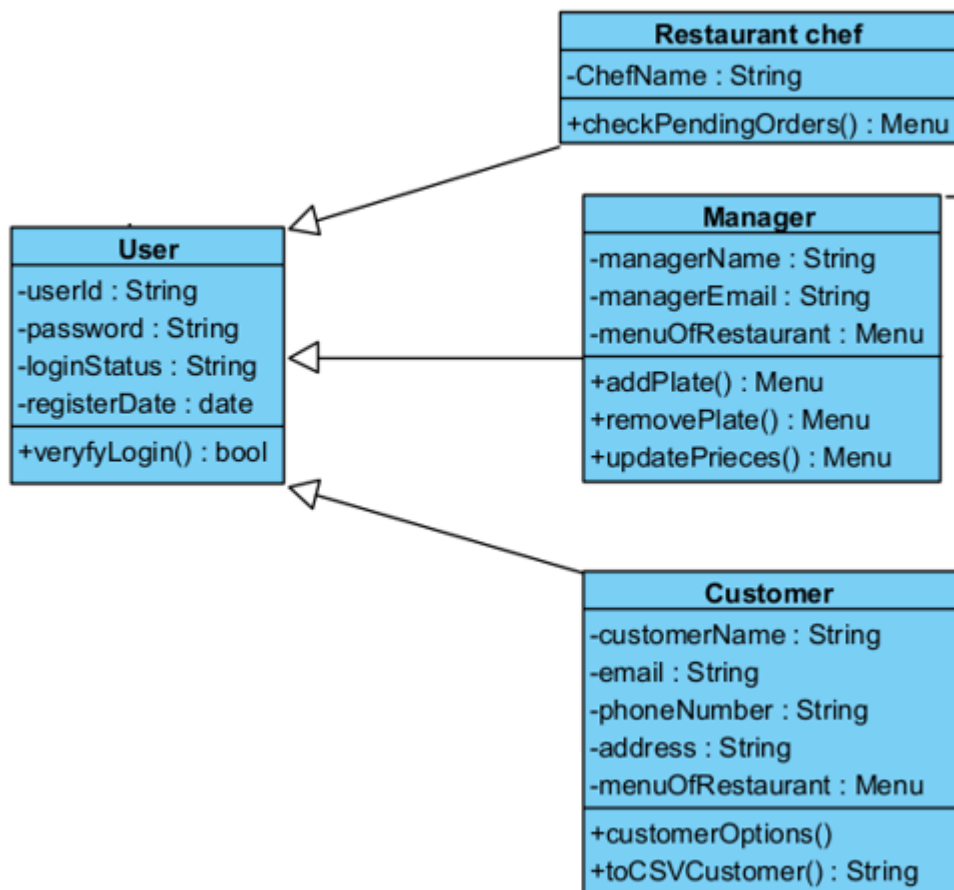 Restaurant chef
-ChefName : String
+checkPendingOrders() : Menu
User
-userId : String
-password : String
-loginStatus : String
-registerDate : date
+veryfyLogin() : bool
Manager
-managerName : String
-managerEmail : String
-menuOfRestaurant : Menu
+addPlate() : Menu
+removePlate() : Menu
+updatePrieces() : Menu
Customer
-customerName : String
-email : String
-phoneNumber : String
-address : String
-menuOfRestaurant : Menu
+customerOptions()
+toCSVCustomer() : String